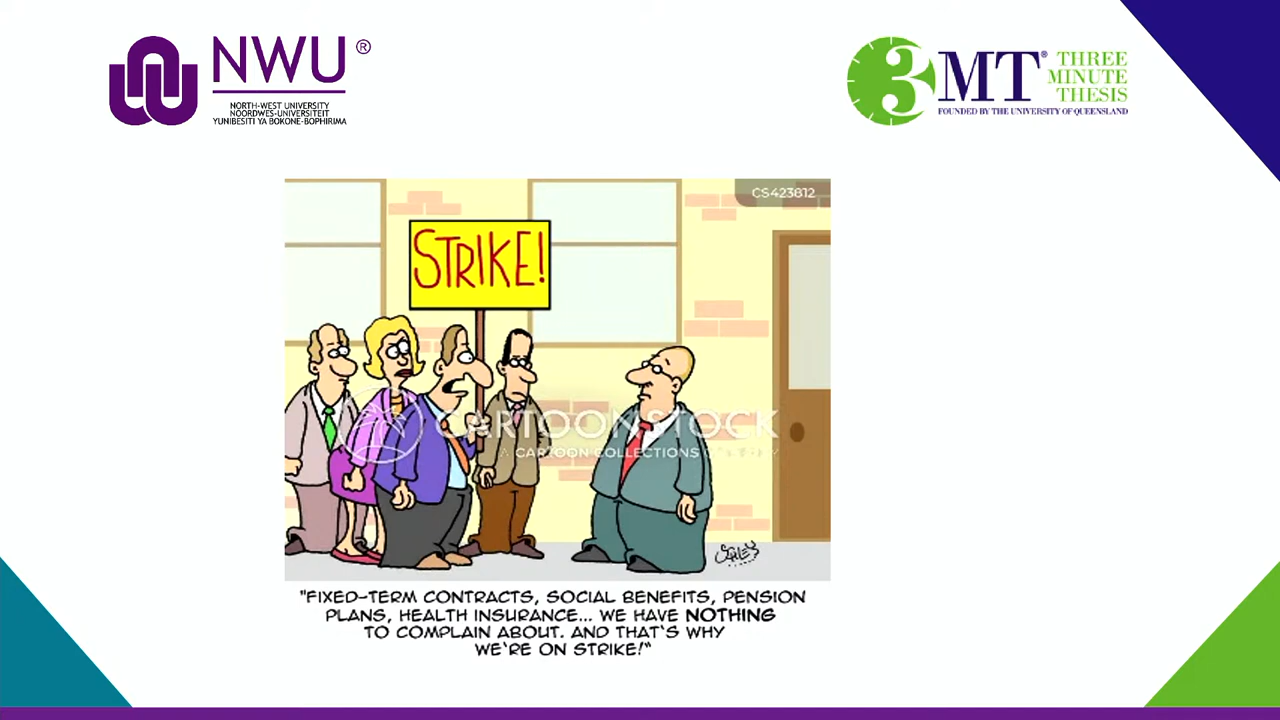 NWU®
NORTH-WEST UNIVERSITY
NOORDWES-UNIVERSITEIT
YUNIBESITI YA BOKONE-BOPHIRIMA
3MT® THREE
MINUTE
THESIS
FOUNDED BY THE UNIVERSITY OF QUEENSLAND
CS423812
STRIKE!
CARTOON STOCK
A CARTOON COLLECTIONS
"FIXED-TERM CONTRACTS, SOCIAL BENEFITS, PENSION
PLANS, HEALTH INSURANCE... WE HAVE NOTHING
TO COMPLAIN ABOUT. AND THAT'S WHY
WE'RE ON STRIKE!"